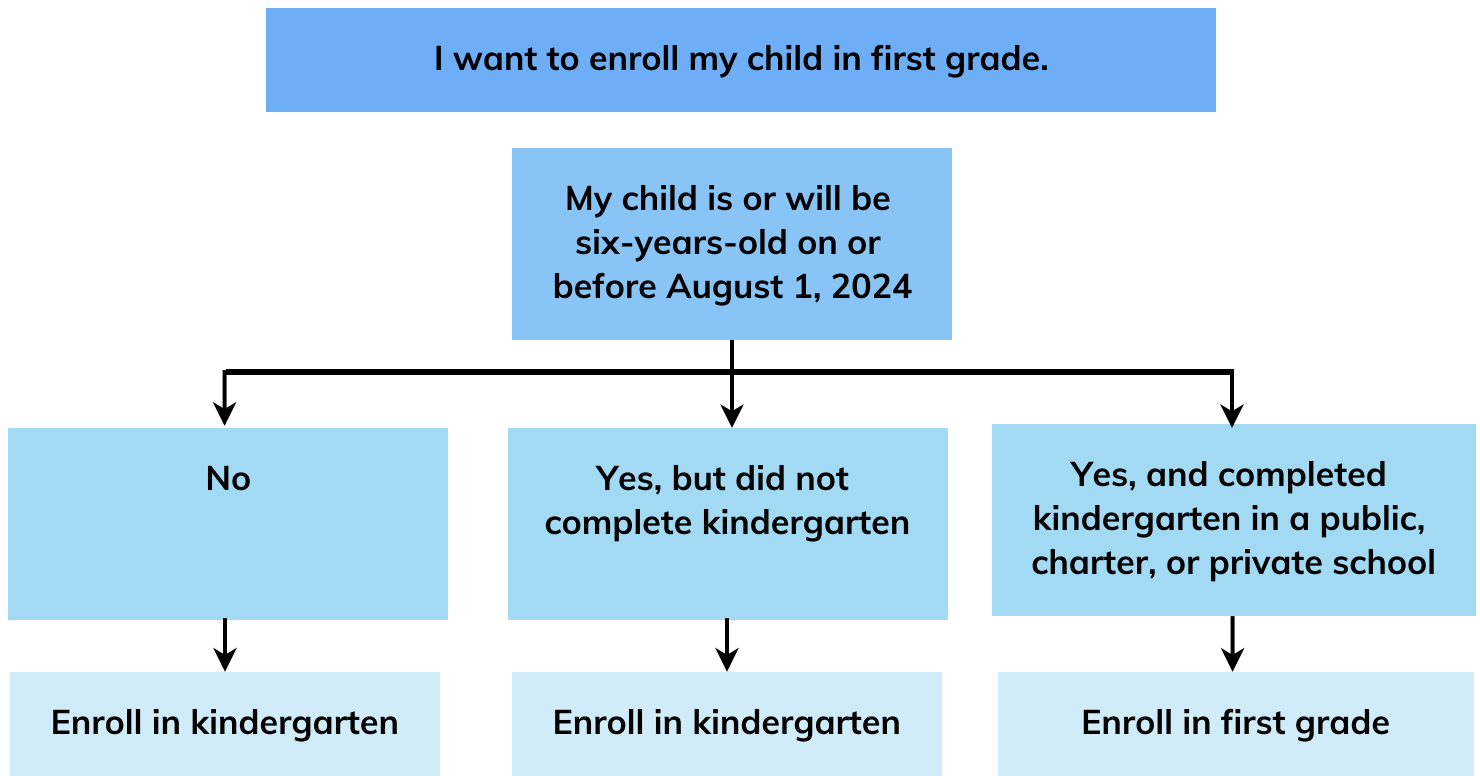 I want to enroll my child in first grade.
My child is or will be
six-years-old on or
before August 1, 2024
No
Yes, but did not
complete kindergarten
Yes, and completed
kindergarten in a public,
charter, or private school
Enroll in kindergarten
Enroll in kindergarten
Enroll in first grade